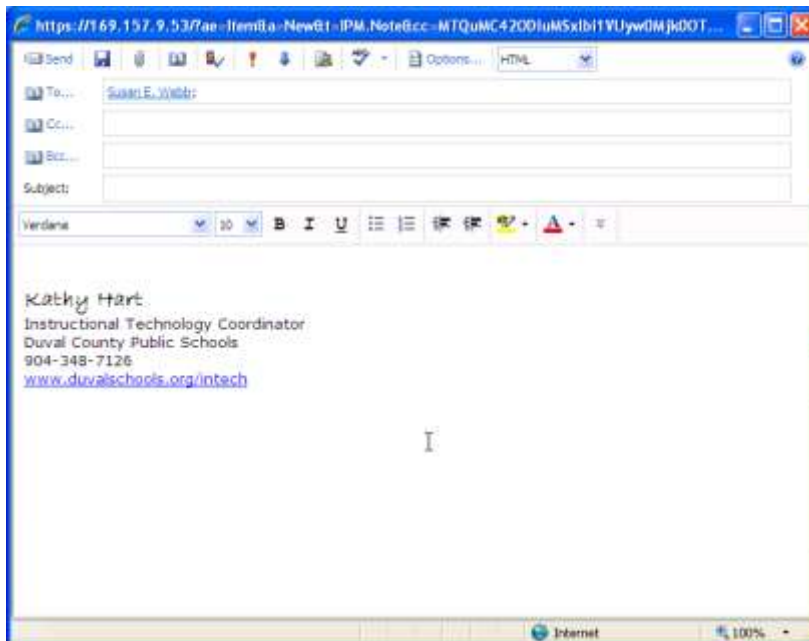 https://169.157.9.53/?ae=Item&a=New&t=IPM.Note&cc=
Send Options... HTML
To... Susan E. Webb;
Cc...
Bcc...
Subject:
Verdana 10 B I U A
Kathy Hart
Instructional Technology Coordinator
Duval County Public Schools
904-348-7126
www.duvalschools.org/intech
Internet 100%